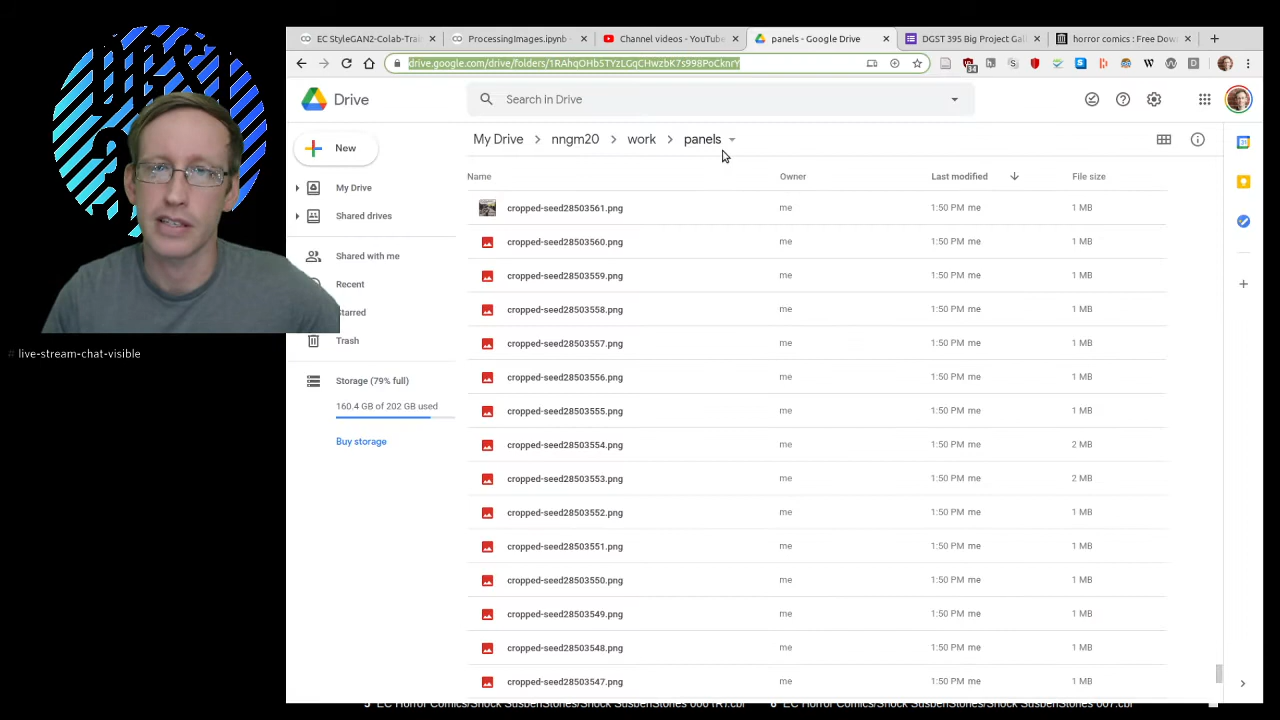 EC StyleGAN2-Colab-Trai
ProcessingImages.ipynb
Channel videos - YouTube
panels - Google Drive
DGST 395 Big Project Gall
horror comics : Free Dow
drive.google.com/drive/folders/1RAhqOHbSTYzLGqCHwzbK7s998PoCknrY
34
Drive
Search in Drive
My Drive
nngm20
work
panels
New
My Drive
Shared drives
Shared with me
Recent
Starred
Trash
Storage (79% full)
160.4 GB of 202 GB used
Buy storage
Name
Owner
Last modified
File size
cropped-seed28503561.png me 1:50 PM me 1 MB
cropped-seed28503560.png me 1:50 PM me 1 MB
cropped-seed28503559.png me 1:50 PM me 1 MB
cropped-seed28503558.png me 1:50 PM me 1 MB
cropped-seed28503557.png me 1:50 PM me 1 MB
cropped-seed28503556.png me 1:50 PM me 1 MB
cropped-seed28503555.png me 1:50 PM me 1 MB
cropped-seed28503554.png me 1:50 PM me 2 MB
cropped-seed28503553.png me 1:50 PM me 2 MB
cropped-seed28503552.png me 1:50 PM me 1 MB
cropped-seed28503551.png me 1:50 PM me 1 MB
cropped-seed28503550.png me 1:50 PM me 1 MB
cropped-seed28503549.png me 1:50 PM me 1 MB
cropped-seed28503548.png me 1:50 PM me 1 MB
cropped-seed28503547.png me 1:50 PM me 1 MB
# live-stream-chat-visible